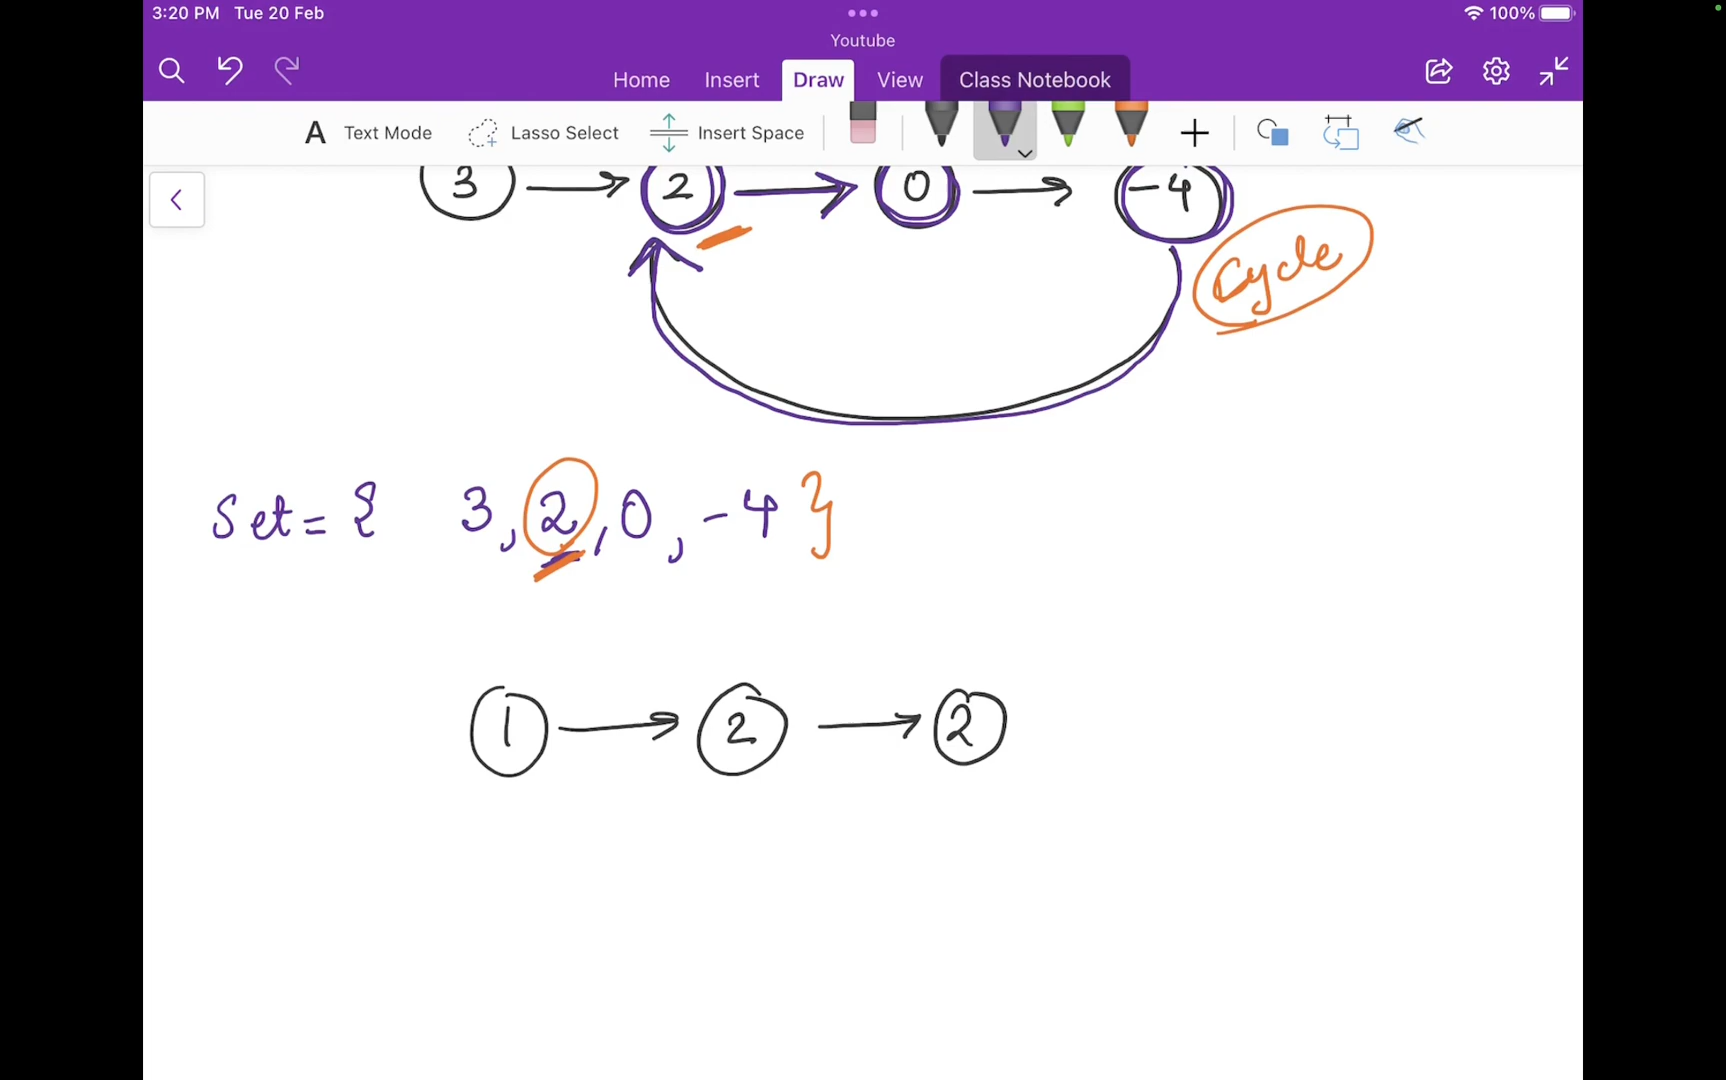 3:20 PM Tue 20 Feb
100%
Youtube
Home Insert Draw View Class Notebook
A Text Mode Lasso Select Insert Space
3 2 0 -4
Cycle
Set = { 3, 2, 0, -4 }
1 2 2